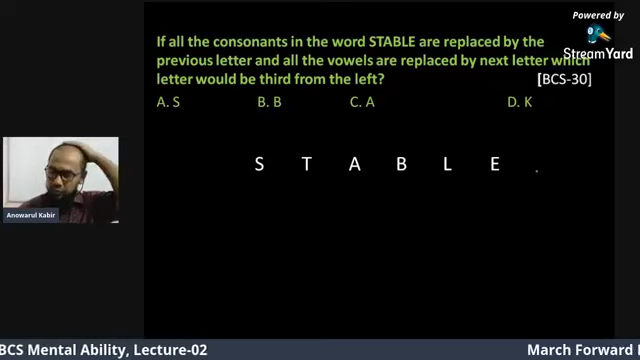 Powered by
StreamYard
If all the consonants in the word STABLE are replaced by the
previous letter and all the vowels are replaced by next letter which
letter would be third from the left? [BCS-30]
A. S B. B C. A D. K
S T A B L E
Anowarul Kabir
BCS Mental Ability, Lecture-02 March Forward